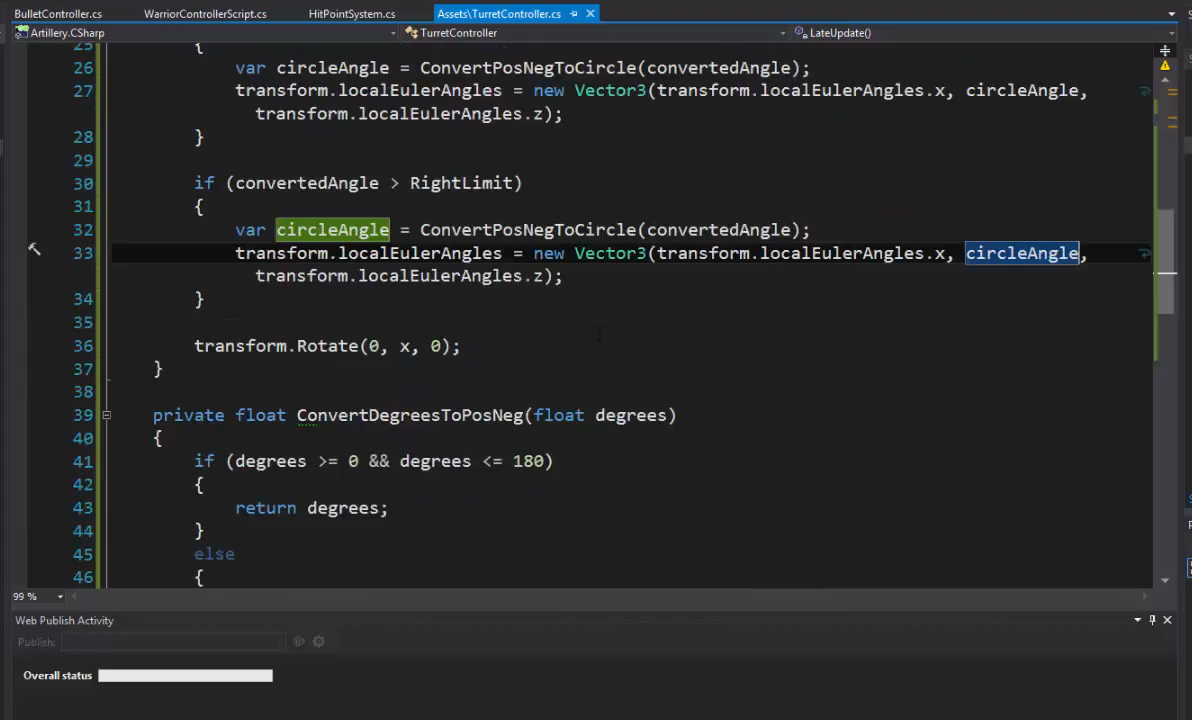 BulletController.cs WarriorControllerScript.cs HitPointSystem.cs Assets\TurretController.cs
Artillery.CSharp TurretController LateUpdate()
25 {
26 var circleAngle = ConvertPosNegToCircle(convertedAngle);
27 transform.localEulerAngles = new Vector3(transform.localEulerAngles.x, circleAngle,
transform.localEulerAngles.z);
28 }
29
30 if (convertedAngle > RightLimit)
31 {
32 var circleAngle = ConvertPosNegToCircle(convertedAngle);
33 transform.localEulerAngles = new Vector3(transform.localEulerAngles.x, circleAngle,
transform.localEulerAngles.z);
34 }
35
36 transform.Rotate(0, x, 0);
37 }
38
39 private float ConvertDegreesToPosNeg(float degrees)
40 {
41 if (degrees >= 0 && degrees <= 180)
42 {
43 return degrees;
44 }
45 else
46 {
99 %
Web Publish Activity
Publish:
Overall status